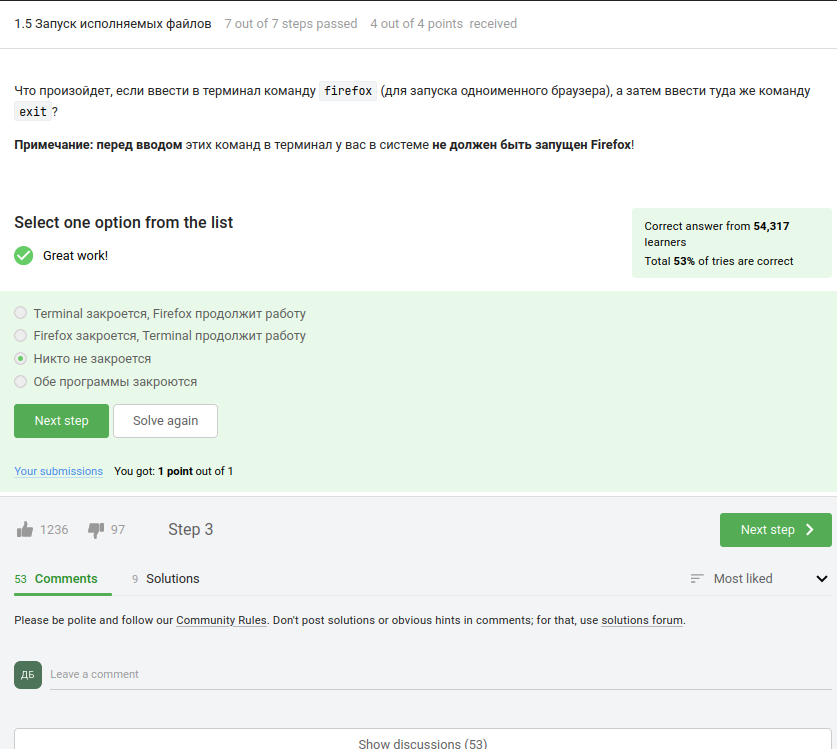 1.5 Запуск исполняемых файлов 7 out of 7 steps passed 4 out of 4 points received
Что произойдет, если ввести в терминал команду firefox (для запуска одноименного браузера), а затем ввести туда же команду
exit ?
Примечание: перед вводом этих команд в терминал у вас в системе не должен быть запущен Firefox!
Select one option from the list
Great work!
Correct answer from 54,317
learners
Total 53% of tries are correct
Terminal закроется, Firefox продолжит работу
Firefox закроется, Terminal продолжит работу
Никто не закроется
Обе программы закроются
Next step Solve again
Your submissions You got: 1 point out of 1
1236 97 Step 3 Next step
53 Comments 9 Solutions Most liked
Please be polite and follow our Community Rules. Don't post solutions or obvious hints in comments; for that, use solutions forum.
ДБ Leave a comment
Show discussions (53)